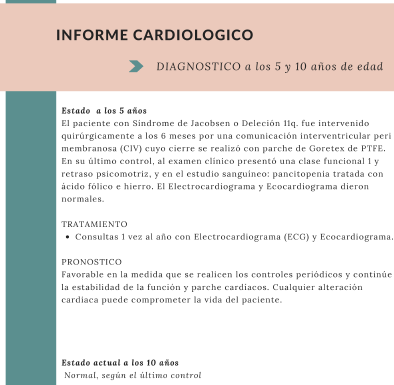 INFORME CARDIOLOGICO
DIAGNOSTICO a los 5 y 10 años de edad
Estado a los 5 años
El paciente con Síndrome de Jacobsen o Deleción 11q. fue intervenido
quirúrgicamente a los 6 meses por una comunicación interventricular peri
membranosa (CIV) cuyo cierre se realizó con parche de Goretex de PTFE.
En su último control, al examen clínico presentó una clase functional 1 y
retraso psicomotriz, y en el estudio sanguíneo: pancitopenia tratada con
ácido fólico e hierro. El Electrocardiograma y Ecocardiograma dieron
normales.
TRATAMIENTO
• Consultas 1 vez al año con Electrocardiograma (ECG) y Ecocardiograma.
PRONOSTICO
Favorable en la medida que se realicen los controles periódicos y continúe
la estabilidad de la función y parche cardíacos. Cualquier alteración
cardíaca puede comprometer la vida del paciente.
Estado actual a los 10 años
Normal, según el último control